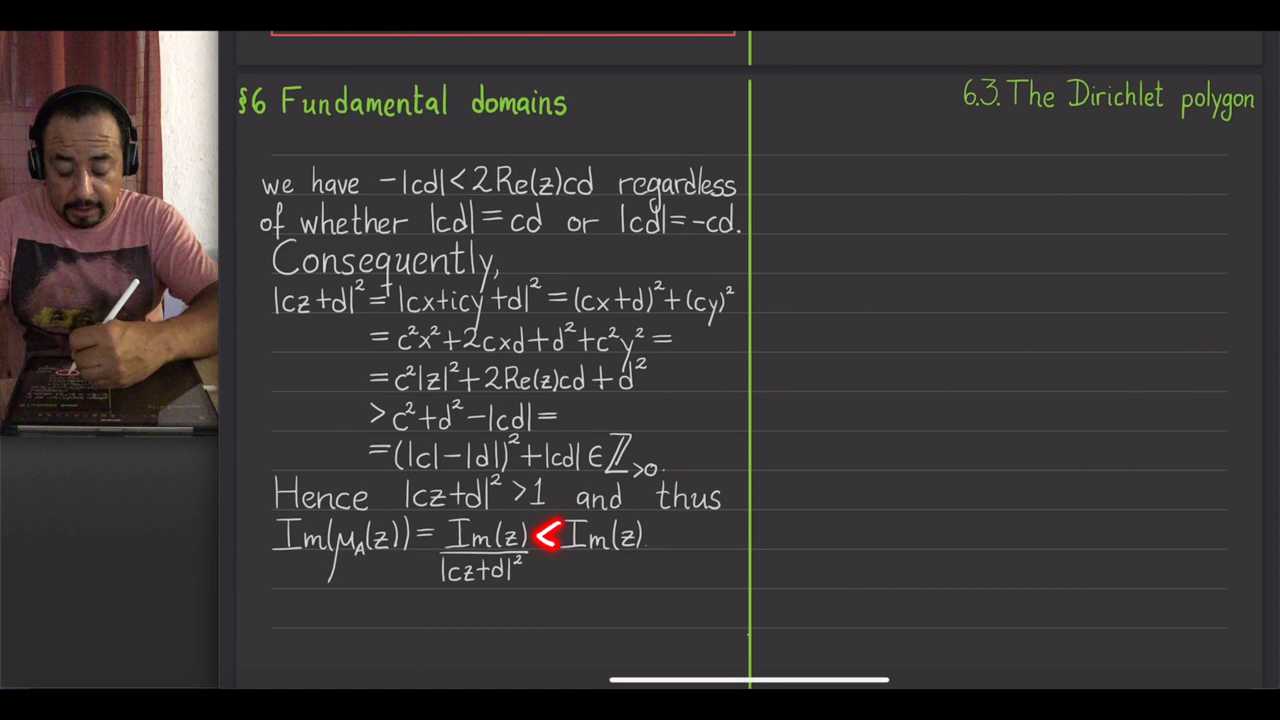 §6 Fundamental domains
6.3. The Dirichlet polygon
we have -|cd| < 2Re(z)cd regardless
of whether |cd| = cd or |cd| = -cd.
Consequently,
|cz+d|² = |cx+icy+d|² = (cx+d)²+(cy)²
= c²x²+2cxd+d²+c²y² =
= c²|z|²+2Re(z)cd+d²
> c²+d²-|cd| =
= (|c|-|d|)²+|cd| ∈ ℤ>0.
Hence |cz+d|² > 1 and thus
Im(μ_A(z)) = Im(z)/|cz+d|² < Im(z).